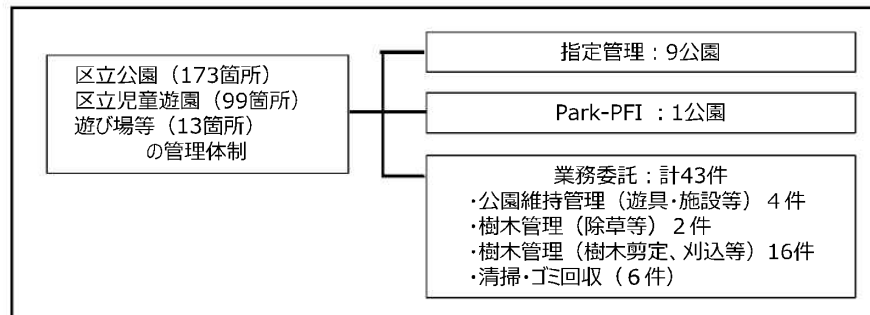 区立公園（173箇所）
区立児童遊園（99箇所）
遊び場等（13箇所）
の管理体制
指定管理：9公園
Park-PFI ：1公園
業務委託：計43件
・公園維持管理（遊具・施設等）４件
・樹木管理（除草等）２件
・樹木管理（樹木剪定、刈込等）16件
・清掃・ゴミ回収（６件）